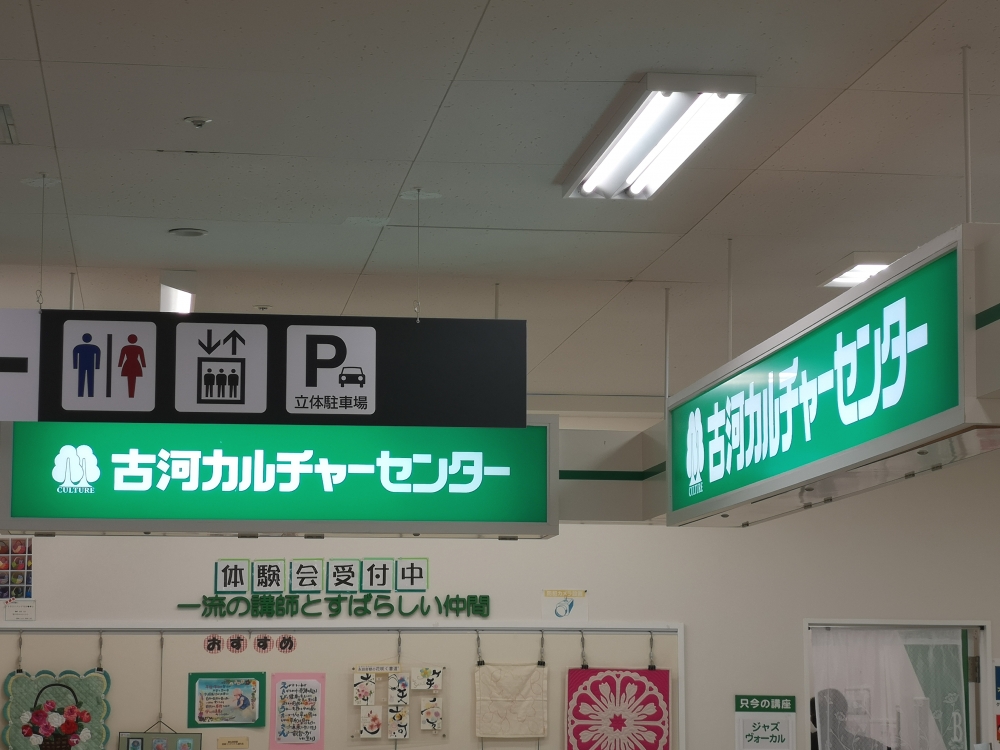 P
立体駐車場
CULTURE
古河カルチャーセンター
CULTURE
古河カルチャーセンター
体験会受付中
一流の講師とすばらしい仲間
おすすめ
只今の講座
ジャズ
ヴォーカル